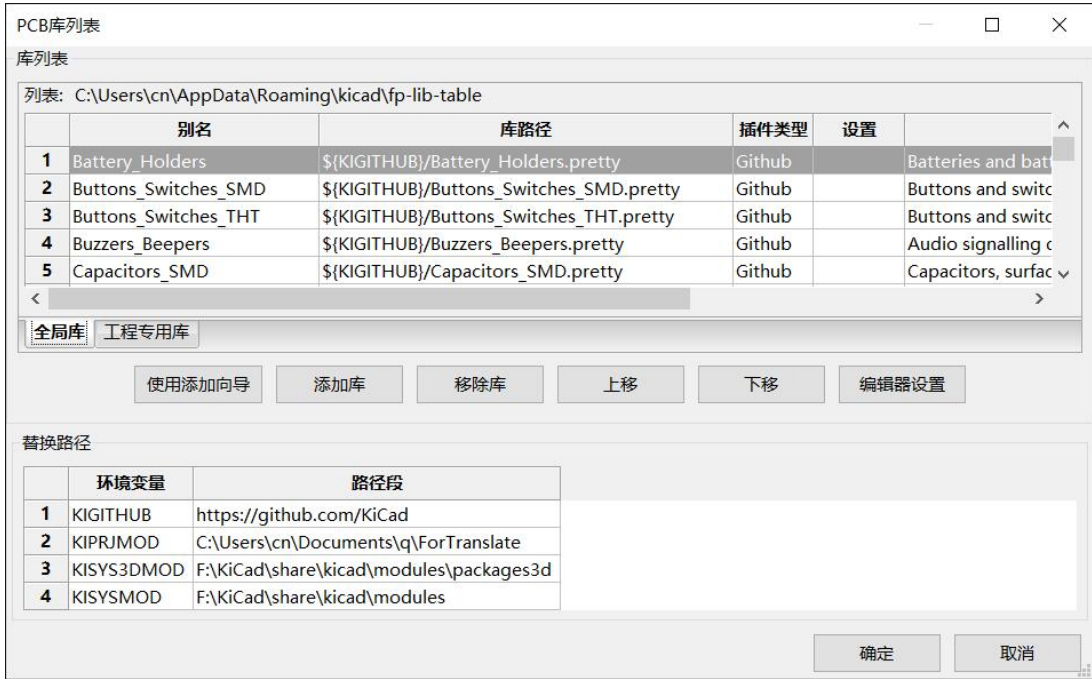 PCB库列表
库列表
列表: C:\Users\cn\AppData\Roaming\kicad\fp-lib-table
别名 库路径 插件类型 设置
1 Battery_Holders ${KIGITHUB}/Battery_Holders.pretty Github Batteries and batt
2 Buttons_Switches_SMD ${KIGITHUB}/Buttons_Switches_SMD.pretty Github Buttons and switc
3 Buttons_Switches_THT ${KIGITHUB}/Buttons_Switches_THT.pretty Github Buttons and switc
4 Buzzers_Beepers ${KIGITHUB}/Buzzers_Beepers.pretty Github Audio signalling d
5 Capacitors_SMD ${KIGITHUB}/Capacitors_SMD.pretty Github Capacitors, surfac
全局库 工程专用库
使用添加向导 添加库 移除库 上移 下移 编辑器设置
替换路径
环境变量 路径段
1 KIGITHUB https://github.com/KiCad
2 KIPRJMOD C:\Users\cn\Documents\q\ForTranslate
3 KISYS3DMOD F:\KiCad\share\kicad\modules\packages3d
4 KISYSMOD F:\KiCad\share\kicad\modules
确定 取消